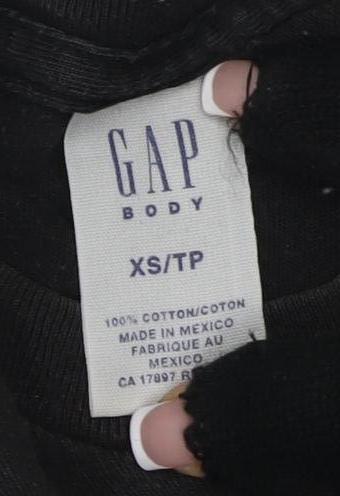 GAP
BODY
XS/TP
100% COTTON/COTON
MADE IN MEXICO
FABRIQUE AU
MEXICO
CA 17897